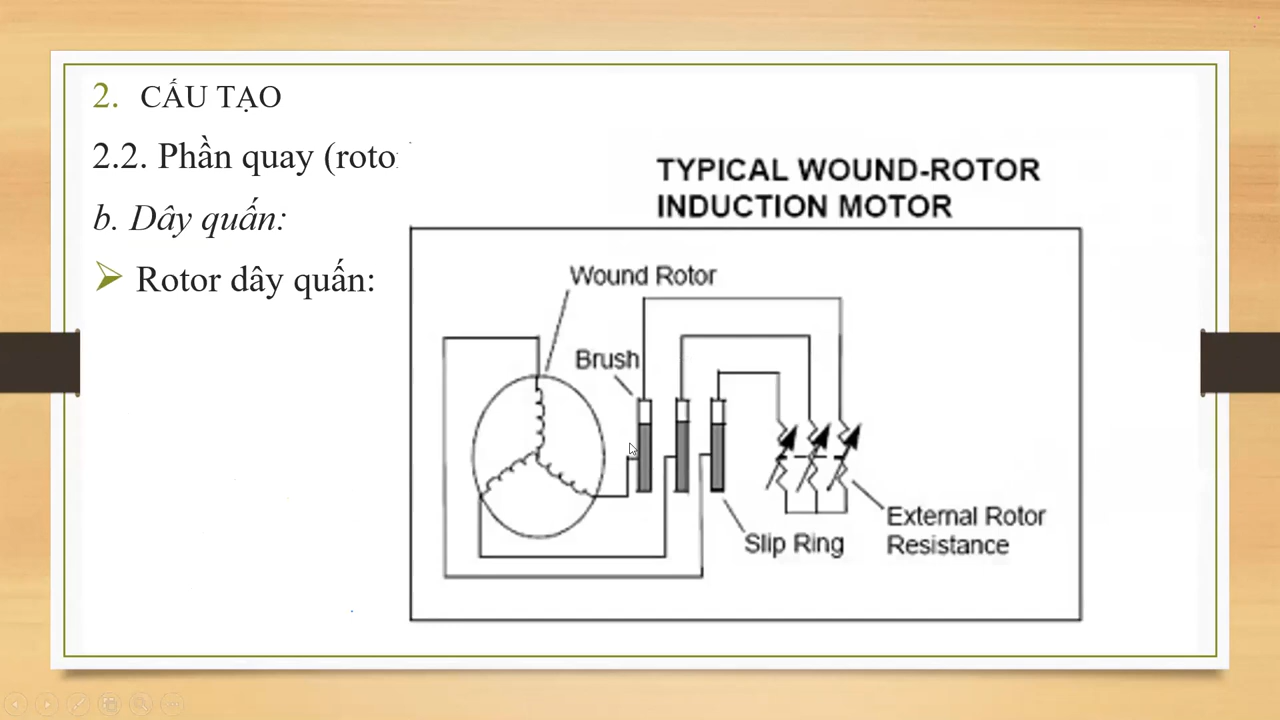 2. CẤU TẠO
2.2. Phần quay (roto
b. Dây quấn:
Rotor dây quấn:
TYPICAL WOUND-ROTOR
INDUCTION MOTOR
Wound Rotor
Brush
Slip Ring
External Rotor
Resistance